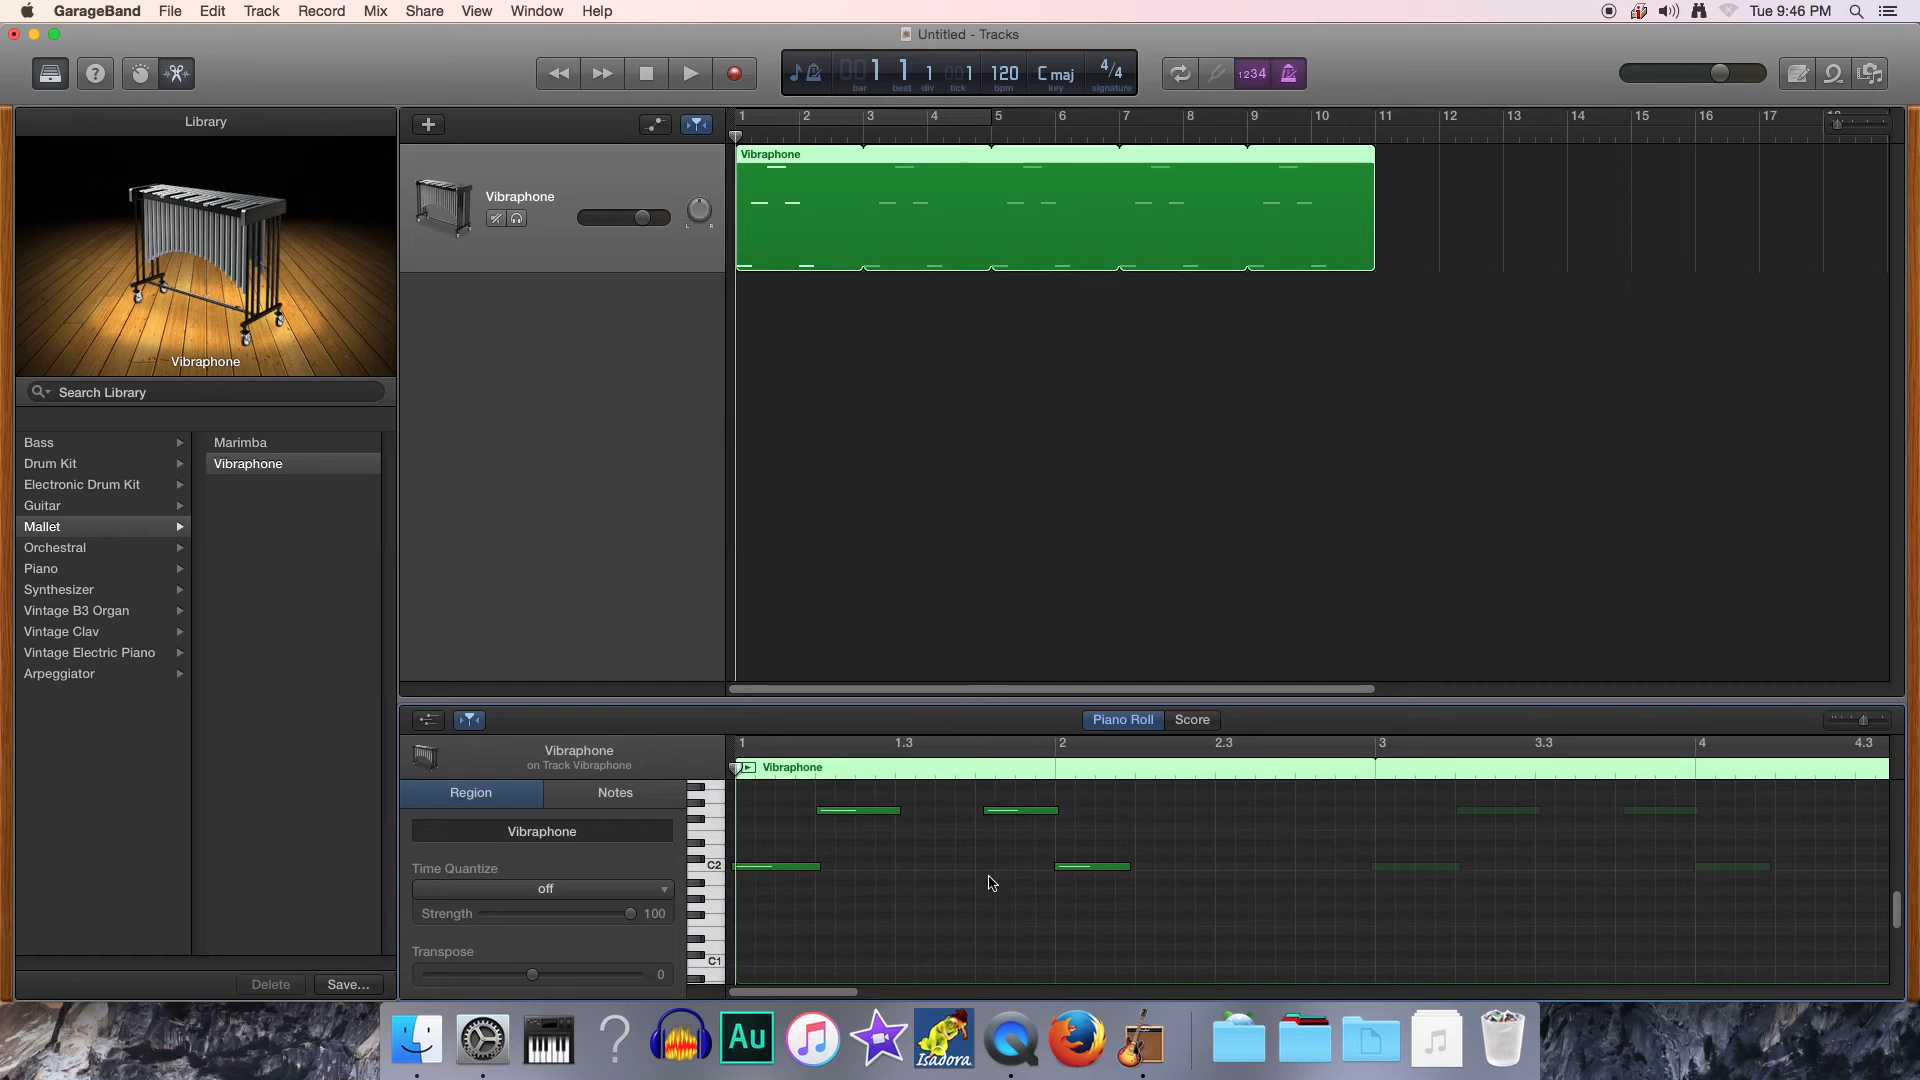 GarageBand File Edit Track Record Mix Share View Window Help Tue 9:46 PM
Untitled - Tracks
1 1 1 001 120 C maj 4/4
bar beat div tick bpm key signature
1234
Library
1 2 3 4 5 6 7 8 9 10 11 12 13 14 15 16 17
Vibraphone
Vibraphone
L R
Vibraphone
Search Library
Bass
Marimba
Drum Kit
Vibraphone
Electronic Drum Kit
Guitar
Mallet
Orchestral
Piano
Synthesizer
Vintage B3 Organ
Vintage Clav
Vintage Electric Piano
Arpeggiator
Delete
Save...
Piano Roll Score
1 1.3 2 2.3 3 3.3 4 4.3
Vibraphone
on Track Vibraphone
Vibraphone
Region Notes
Vibraphone
Time Quantize
off
Strength 100
Transpose
0
C2
C1
Au
Isadora